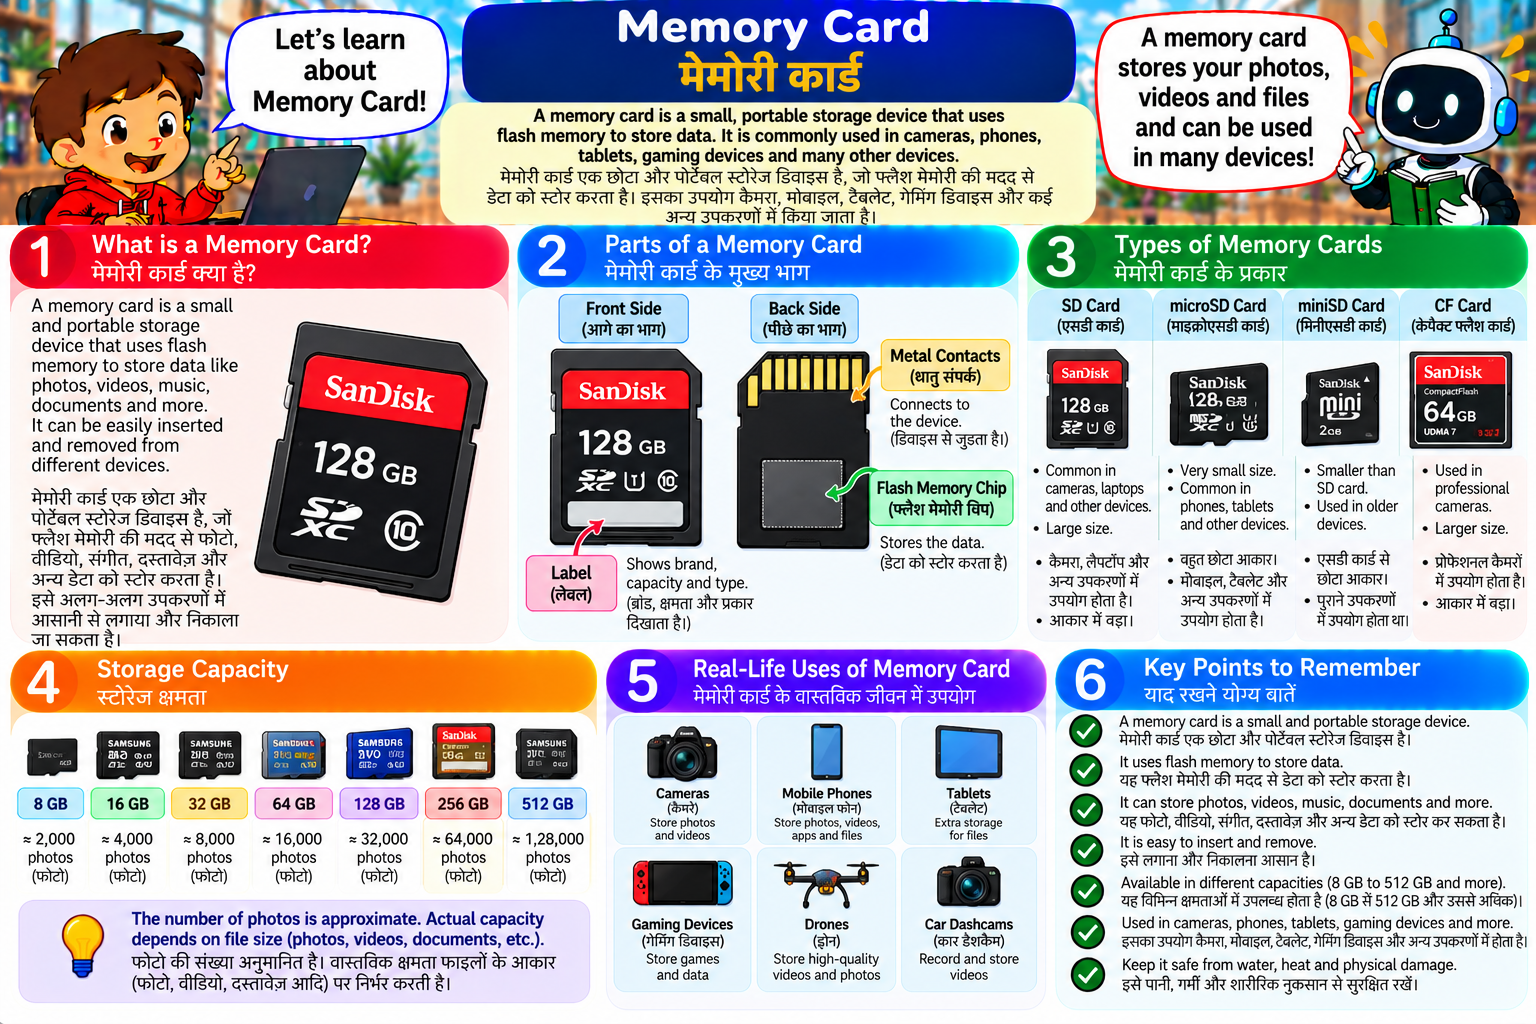 Let's learn
about
Memory Card!
Memory Card
मेमोरी कार्ड
A memory card is a small, portable storage device that uses
flash memory to store data. It is commonly used in cameras, phones,
tablets, gaming devices and many other devices.
मेमोरी कार्ड एक छोटा और पोर्टेबल स्टोरेज डिवाइस है, जो फ्लैश मेमोरी की मदद से
डेटा को स्टोर करता है। इसका उपयोग कैमरा, मोबाइल, टैबलेट, गेमिंग डिवाइस और कई
अन्य उपकरणों में किया जाता है।
A memory card
stores your photos,
videos and files
and can be used
in many devices!
1
What is a Memory Card?
मेमोरी कार्ड क्या है?
A memory card is a small
and portable storage
device that uses flash
memory to store data like
photos, videos, music,
documents and more.
It can be easily inserted
and removed from
different devices.
मेमोरी कार्ड एक छोटा और
पोर्टेबल स्टोरेज डिवाइस है, जों
फ्लैश मेमोरी की मदद से फोटो,
वीडियो, संगीत, दस्तावेज़ और
अन्य डेटा को स्टोर करता है।
इसे अलग-अलग उपकरणों में
आसानी से लगाया और निकाला
जा सकता है।
SanDisk
128 GB
SD XC
10
2
Parts of a Memory Card
मेमोरी कार्ड के मुख्य भाग
Front Side
(आगे का भाग)
SanDisk
128 GB
SD XC U 1 10
Label
(लेवल)
Shows brand,
capacity and type.
(ब्रांड, क्षमता और प्रकार
दिखाता है।)
Back Side
(पीछे का भाग)
Metal Contacts
(धातु संपर्क)
Connects to
the device.
(डिवाइस से जुडता है।)
Flash Memory Chip
(फ्लैश मेमोरी विप)
Stores the data.
(डेटा को स्टोर करता है)
3
Types of Memory Cards
मेमोरी कार्ड के प्रकार
SD Card
(एसडी कार्ड)
SanDisk
128 GB
• Common in
cameras, laptops
and other devices.
• Large size.
• कैमरा, लैपटॉप और
अन्य उपकरणों में
उपयोग होता है।
• आकार में वड़ा।
microSD Card
(माइक्रोएसडी कार्ड)
SanDisk
• Very small size.
• Common in
phones, tablets
and other devices.
• वहुत छोटा आकार।
• मोवाइल, टैवलेट और
अन्य उपकरणों में
उपयोग होता है।
miniSD Card
(मिनीएसडी कार्ड)
SanDisk
mini
2GB
• Smaller than
SD card.
• Used in older
devices.
• एसडी कार्ड से
छोटा आकार।
• पुराने उपकरणों
में उपयोग होता था।
CF Card
(केपैक्ट फ्लैश कार्ड)
SanDisk
CompactFlash
64GB
UDMA 7
• Used in
professional
cameras.
• Larger size.
• प्रोफेशनल कैमरों
में उपयोग होता है।
• आकार में बड़ा।
4
Storage Capacity
स्टोरेज क्षमता
SAMSUNG
SanDisk
SAMSUNG
8 GB
16 GB
32 GB
64 GB
128 GB
256 GB
512 GB
≈ 2,000
photos
(फोटो)
≈ 4,000
photos
(फोटो)
≈ 8,000
photos
(फोटो)
≈ 16,000
photos
(फोटो)
≈ 32,000
photos
(फोटो)
≈ 64,000
photos
(फोटो)
≈ 1,28,000
photos
(फोटो)
The number of photos is approximate. Actual capacity
depends on file size (photos, videos, documents, etc.).
फोटो की संख्या अनुमानित है। वास्तविक क्षमता फाइलों के आकार
(फोटो, वीडियो, दस्तावेज़ आदि) पर निर्भर करती है।
5
Real-Life Uses of Memory Card
मेमोरी कार्ड के वास्तविक जीवन में उपयोग
Cameras
(कैमरे)
Store photos
and videos
Mobile Phones
(मोवाइल फोन)
Store photos, videos,
apps and files
Tablets
(टैवलेट)
Extra storage
for files
Gaming Devices
(गेमिंग डिवाइस)
Store games
and data
Drones
(ड्रोन)
Store high-quality
videos and photos
Car Dashcams
(कार डैशकैम)
Record and store
videos
6
Key Points to Remember
याद रखने योग्य बातें
A memory card is a small and portable storage device.
मेमोरी कार्ड एक छोटा और पोर्टेवल स्टोरेज डिवाइस है।
It uses flash memory to store data.
यह फ्लैश मेमोरी की मदद से डेटा को स्टोर करता है।
It can store photos, videos, music, documents and more.
यह फोटो, वीडियो, संगीत, दस्तावेज़ और अन्य डेटा को स्टोर कर सकता है।
It is easy to insert and remove.
इसे लगाना और निकालना आसान है।
Available in different capacities (8 GB to 512 GB and more).
यह विभिन्न क्षमताओं में उपलब्ध होता है (8 GB सें 512 GB और उससे अधिक)।
Used in cameras, phones, tablets, gaming devices and more.
इसका उपयोग कैमरा, मोवाइल, टैवलेट, गेमिंग डिवाइस और अन्य उपकरणों में होता है।
Keep it safe from water, heat and physical damage.
इसे पानी, गर्मी और शारीरिक नुकसान से सुरक्षित रखें।